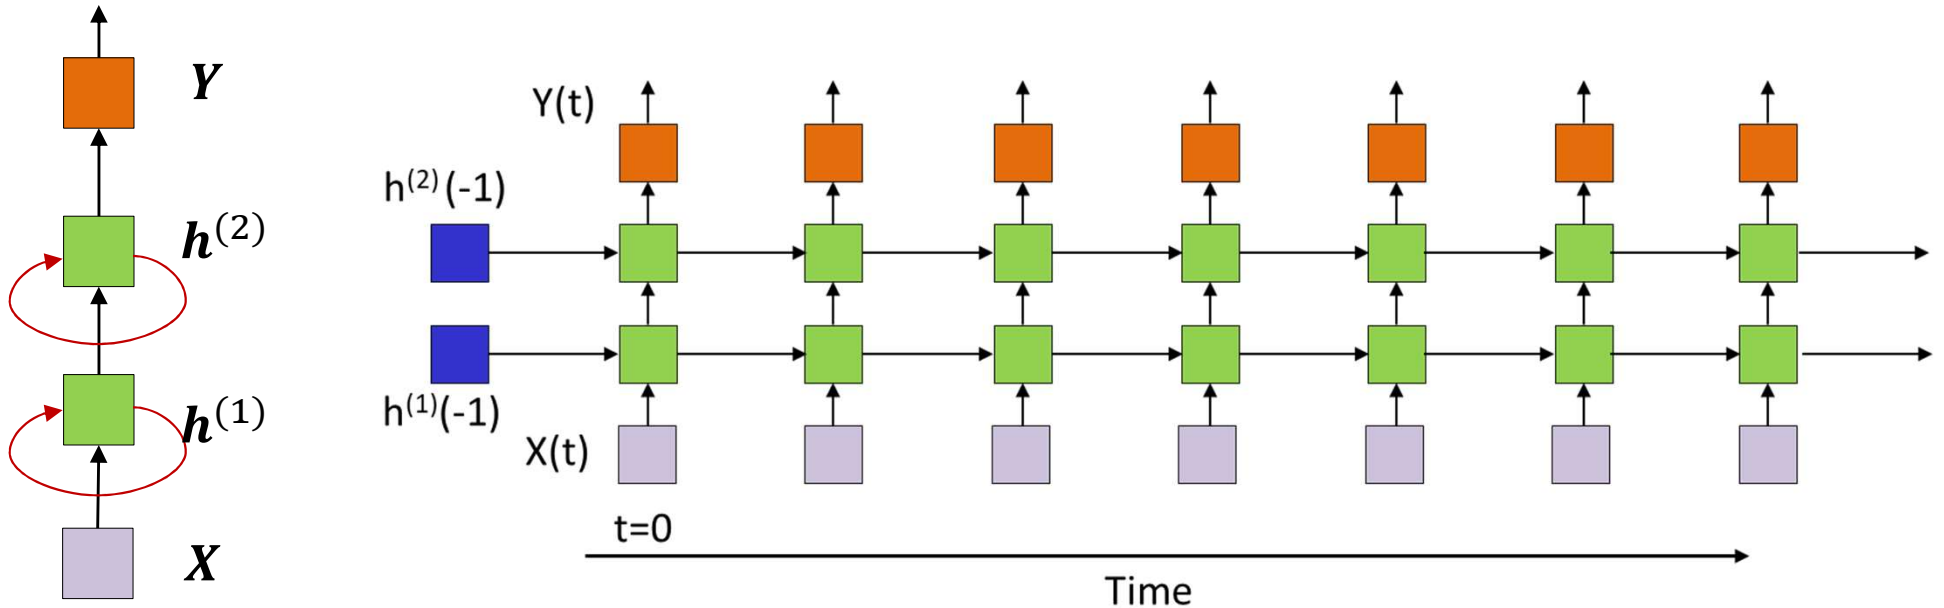 Y
h(2)
h(1)
X
Y(t)
h(2)(-1)
h(1)(-1)
X(t)
t=0
Time